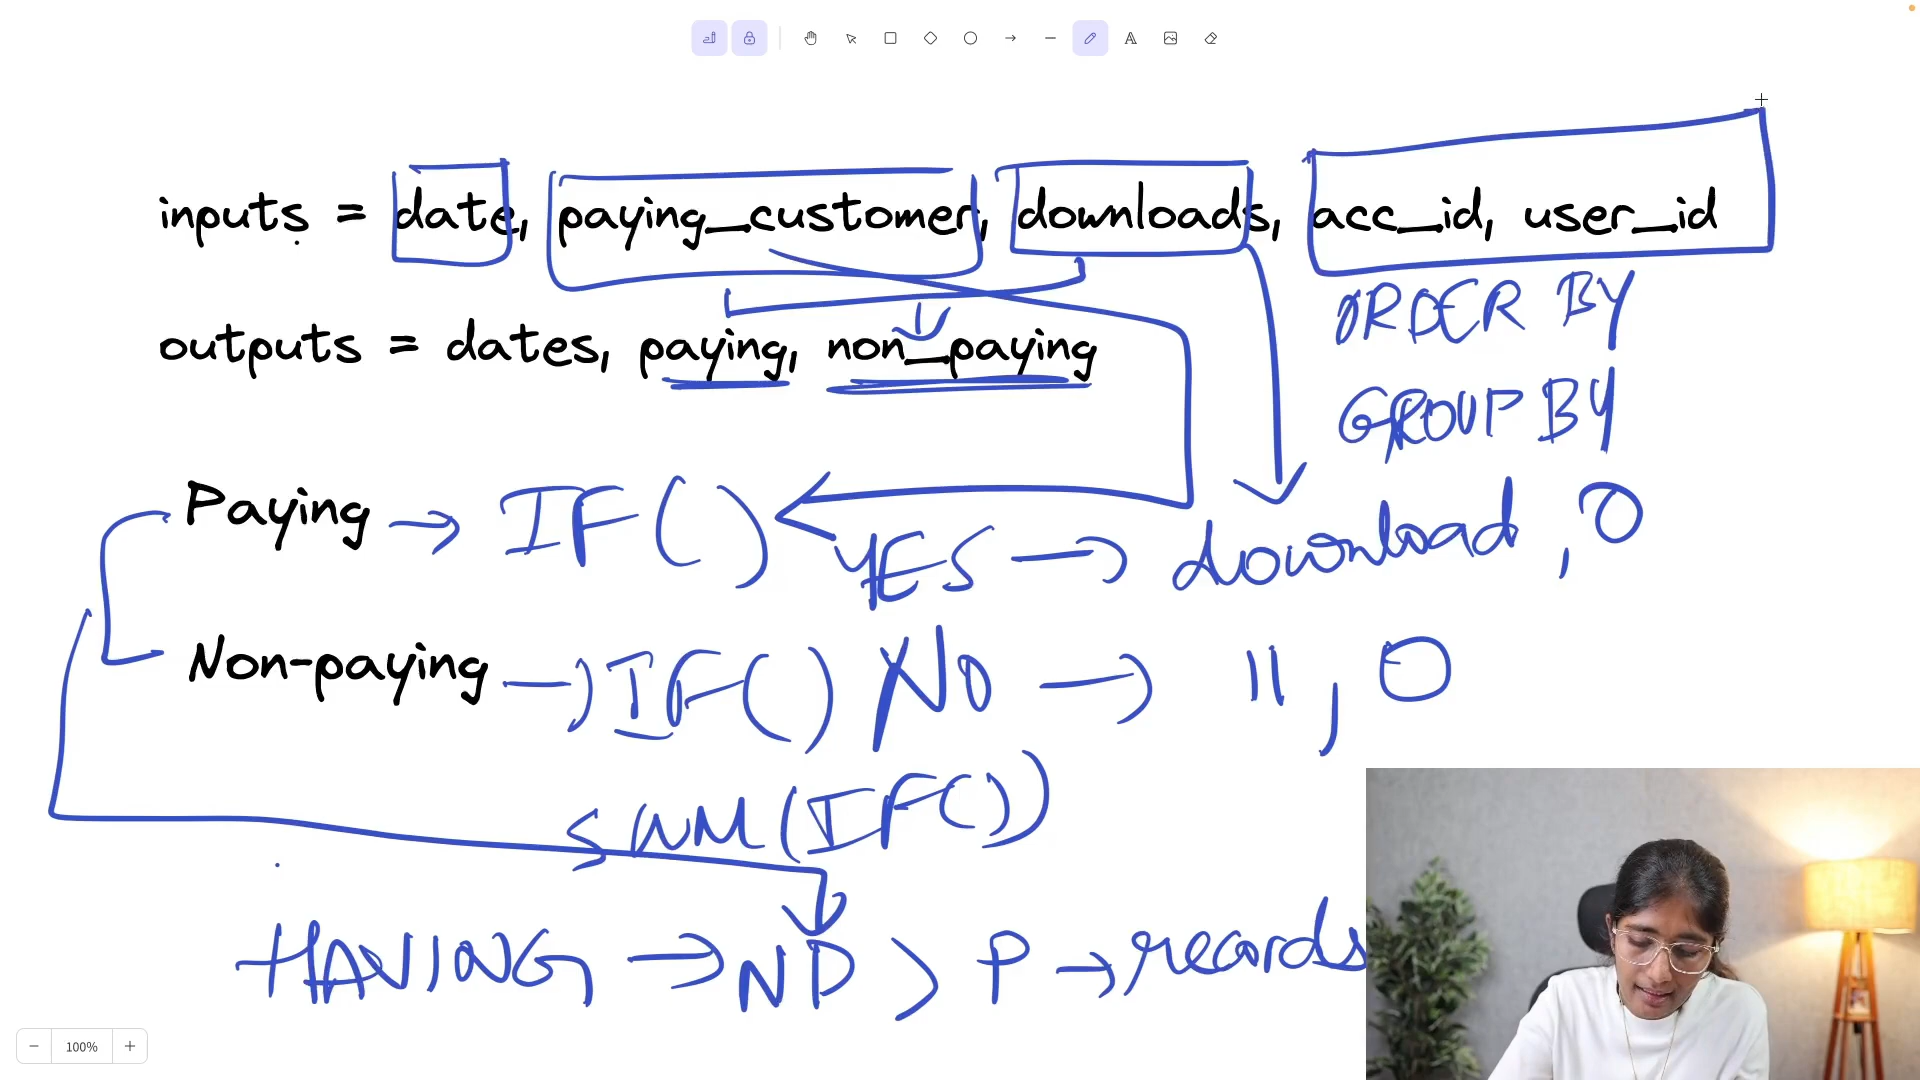 inputs = date, paying_customer, downloads, acc_id, user_id
ORDER BY
outputs = dates, paying, non_paying
GROUP BY
Paying → IF() YES → download, 0
Non-paying → IF() NO → 11, 0
SUM(IF())
HAVING → NP > P → records
100%